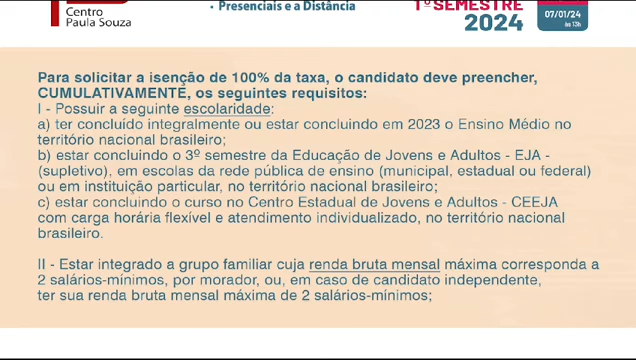 Centro
Paula Souza
• Presenciais e a Distância
1º SEMESTRE
2024
07/01/24
às 13h
Para solicitar a isenção de 100% da taxa, o candidato deve preencher,
CUMULATIVAMENTE, os seguintes requisitos:
I - Possuir a seguinte escolaridade:
a) ter concluído integralmente ou estar concluindo em 2023 o Ensino Médio no
território nacional brasileiro;
b) estar concluindo o 3º semestre da Educação de Jovens e Adultos - EJA -
(supletivo), em escolas da rede pública de ensino (municipal, estadual ou federal)
ou em instituição particular, no território nacional brasileiro;
c) estar concluindo o curso no Centro Estadual de Jovens e Adultos - CEEJA
com carga horária flexível e atendimento individualizado, no território nacional
brasileiro.
II - Estar integrado a grupo familiar cuja renda bruta mensal máxima corresponda a
2 salários-mínimos, por morador, ou, em caso de candidato independente,
ter sua renda bruta mensal máxima de 2 salários-mínimos;